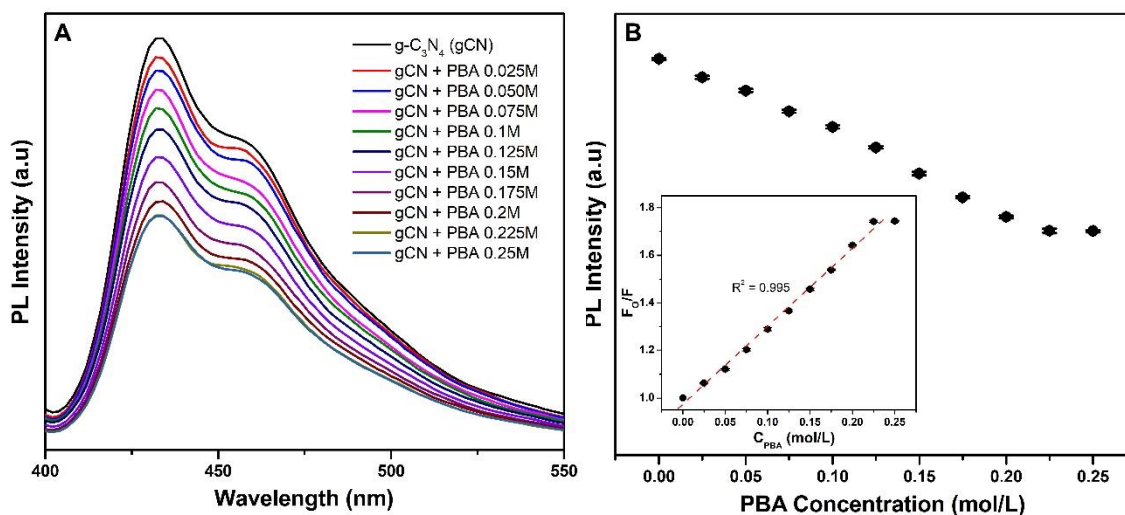 A
g-C₃N₄ (gCN)
gCN + PBA 0.025M
gCN + PBA 0.050M
gCN + PBA 0.075M
gCN + PBA 0.1M
gCN + PBA 0.125M
gCN + PBA 0.15M
gCN + PBA 0.175M
gCN + PBA 0.2M
gCN + PBA 0.225M
gCN + PBA 0.25M
PL Intensity (a.u)
400 450 500 550
Wavelength (nm)
B
PL Intensity (a.u)
1.8
1.6
1.4
1.2
1.0
F₀/F
R² = 0.995
0.00 0.05 0.10 0.15 0.20 0.25
C_PBA (mol/L)
0.00 0.05 0.10 0.15 0.20 0.25
PBA Concentration (mol/L)